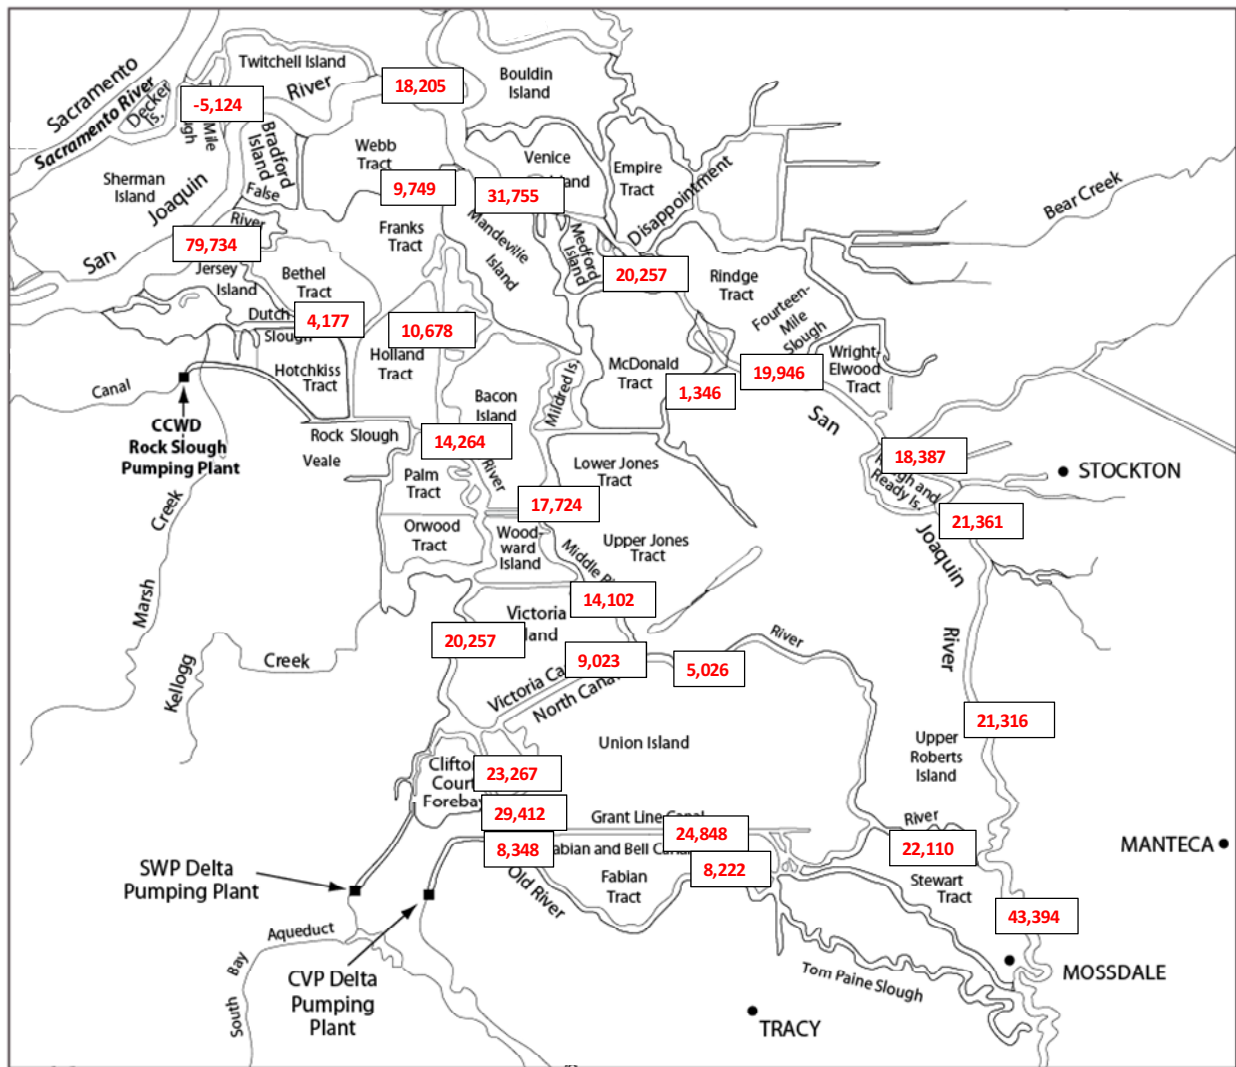 Twitchell Island
River
18,205
Bouldin
Island
Sacramento
Sacramento River
Decker
Is.
-5,124
Mile
Bradford
Island
Webb
Tract
Venice
Empire
Tract
Disappointment
Sherman
Island
San
Joaquin
River
False
9,749
31,755
Franks
Tract
Mandeville
Island
Medford
Island
Bear Creek
79,734
Jersey
Island
Bethel
Tract
20,257
Rindge
Tract
Fourteen-
Mile
Slough
Dutch
Slough
4,177
10,678
Holland
Tract
McDonald
Tract
19,946
Wright-
Elwood
Tract
Hotchkiss
Tract
Canal
CCWD
Rock Slough
Pumping Plant
Bacon
Island
Mildred Is.
1,346
San
Rock Slough
Veale
14,264
River
18,387
Ready Is.
STOCKTON
Palm
Tract
Lower Jones
Tract
17,724
21,361
Joaquin
River
Orwood
Tract
Wood-
ward
Island
Upper Jones
Tract
Middle
Marsh
Creek
14,102
Victoria
20,257
Kellogg
Creek
9,023
5,026
River
Victoria
North Canal
21,316
Union Island
Upper
Roberts
Island
Clifton
Court
Forebay
23,267
29,412
Grant Line Canal
24,848
River
22,110
8,348
Fabian and Bell Canal
8,222
MANTECA
SWP Delta
Pumping Plant
Old River
Fabian
Tract
Stewart
Tract
43,394
South
Bay
Aqueduct
CVP Delta
Pumping
Plant
Tom Paine Slough
MOSSDALE
TRACY